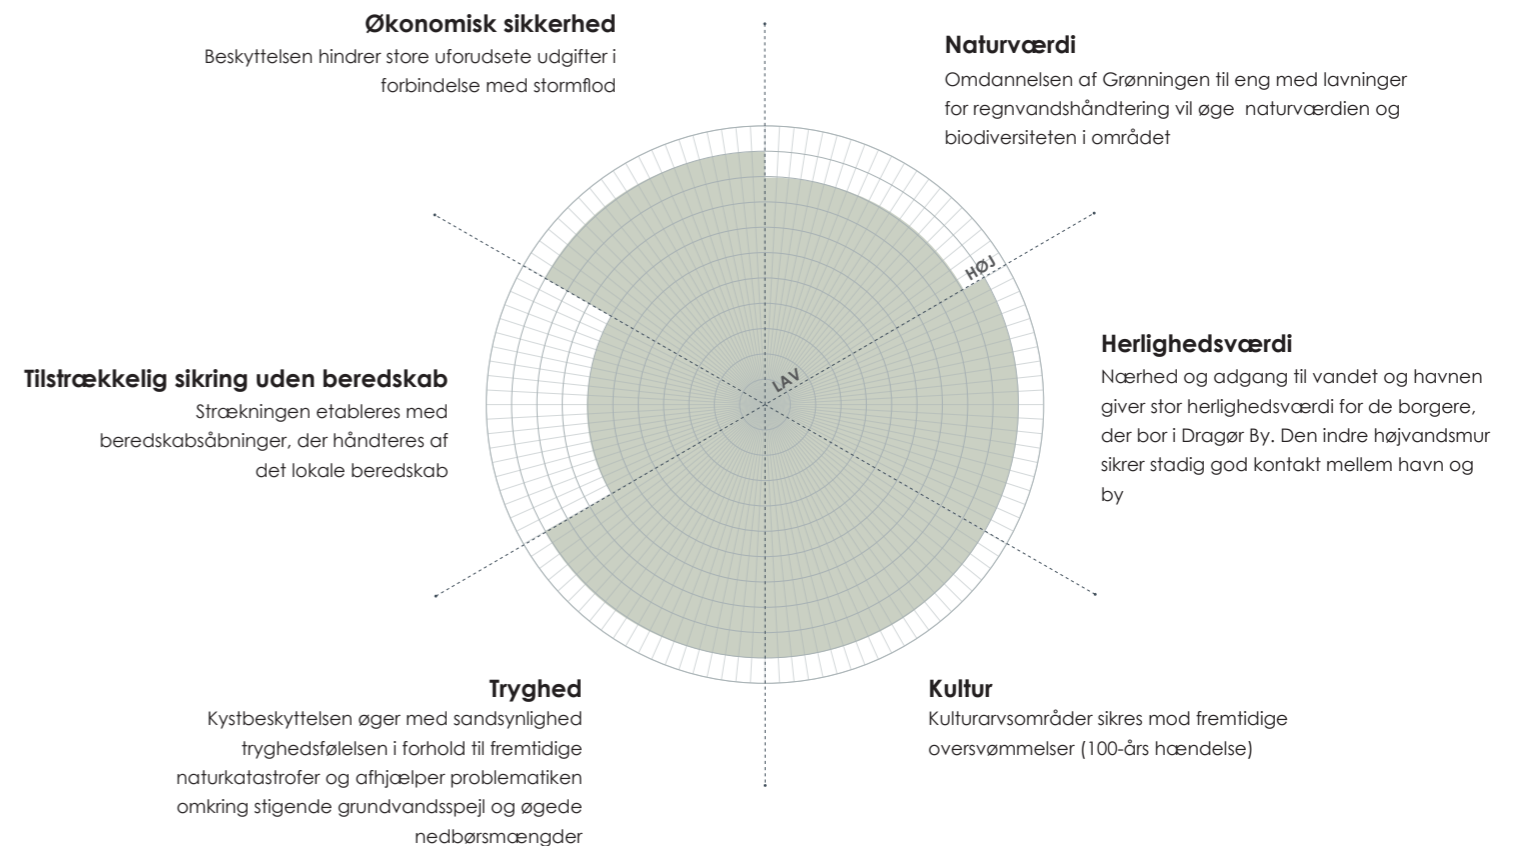 Økonomisk sikkerhed
Beskyttelsen hindrer store uforudsete udgifter i
forbindelse med stormflod
Naturværdi
Omdannelsen af Grønningen til eng med lavninger
for regnvandshåndtering vil øge  naturværdien og
biodiversiteten i området
HØJ
LAV
Herlighedsværdi
Nærhed og adgang til vandet og havnen
giver stor herlighedsværdi for de borgere,
der bor i Dragør By. Den indre højvandsmur
sikrer stadig god kontakt mellem havn og
by
Tilstrækkelig sikring uden beredskab
Strækningen etableres med
beredskabsåbninger, der håndteres af
det lokale beredskab
Tryghed
Kystbeskyttelsen øger med sandsynlighed
tryghedsfølelsen i forhold til fremtidige
naturkatastrofer og afhjælper problematiken
omkring stigende grundvandsspejl og øgede
nedbørsmængder
Kultur
Kulturarvsområder sikres mod fremtidige
oversvømmelser (100-års hændelse)